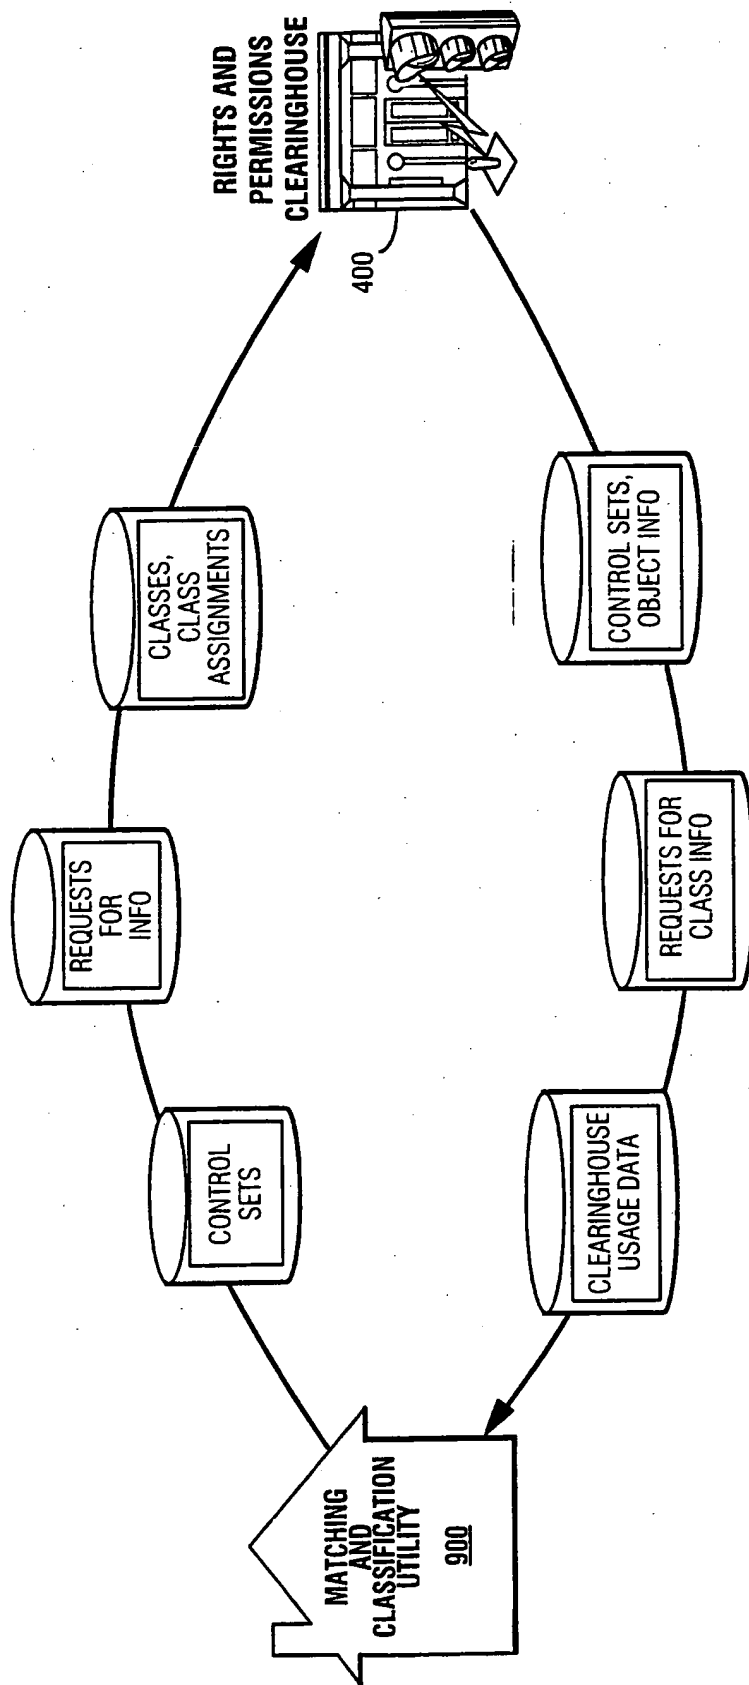 RIGHTS AND
PERMISSIONS
CLEARINGHOUSE
400
CLASSES,
CLASS
ASSIGNMENTS
REQUESTS
FOR
INFO
CONTROL
SETS
MATCHING
AND
CLASSIFICATION
UTILITY
900
CONTROL SETS,
OBJECT INFO
REQUESTS FOR
CLASS INFO
CLEARINGHOUSE
USAGE DATA